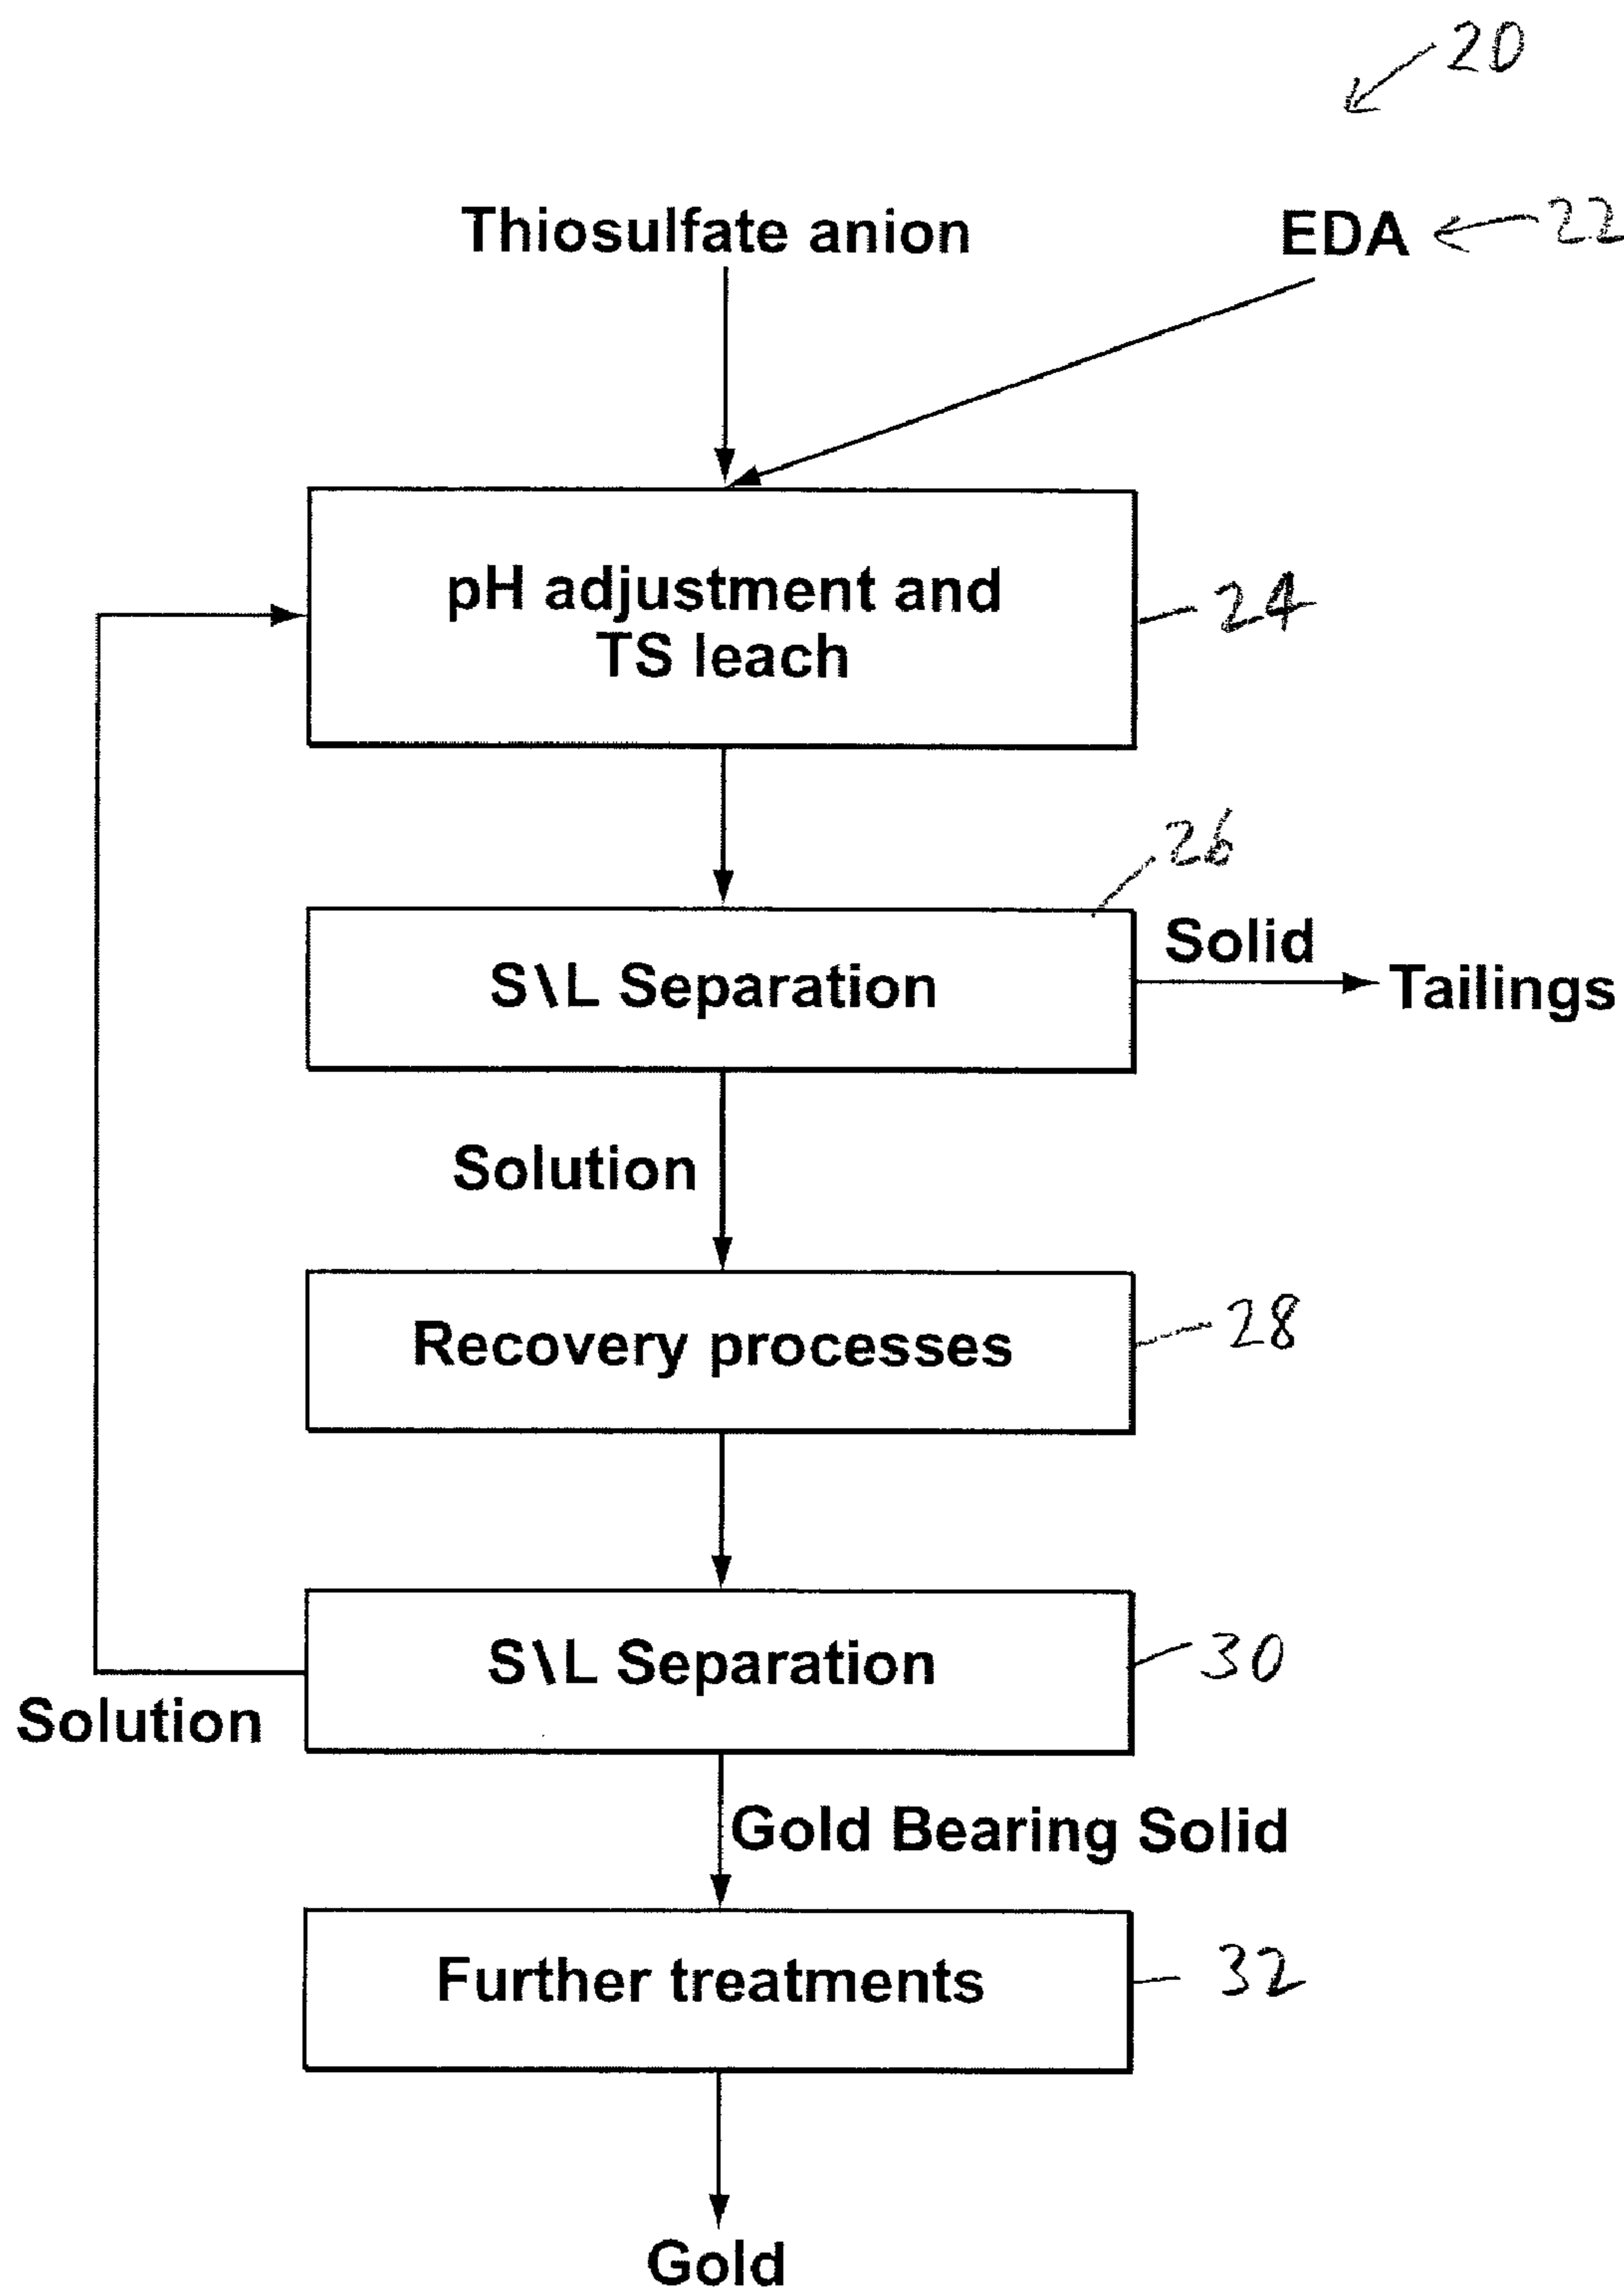 20
Thiosulfate anion
EDA
22
pH adjustment and
TS leach
24
26
S\L Separation
Solid
Tailings
Solution
Recovery processes
28
S\L Separation
30
Solution
Gold Bearing Solid
Further treatments
32
Gold